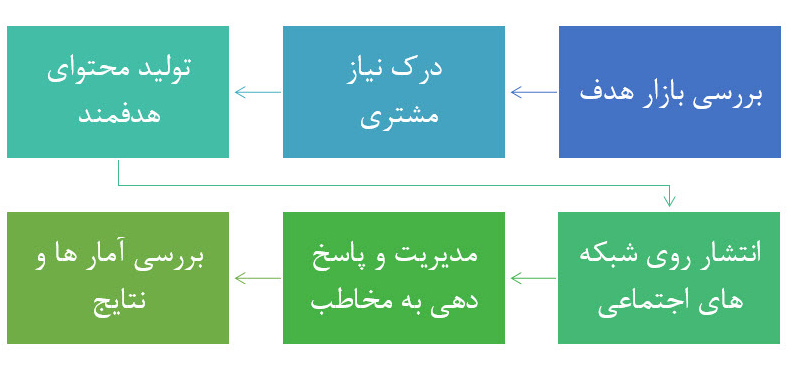 بررسی بازار هدف
درک نیاز
مشتری
تولید محتوای
هدفمند
انتشار روی شبکه
های اجتماعی
مدیریت و پاسخ
دهی به مخاطب
بررسی آمار ها و
نتایج